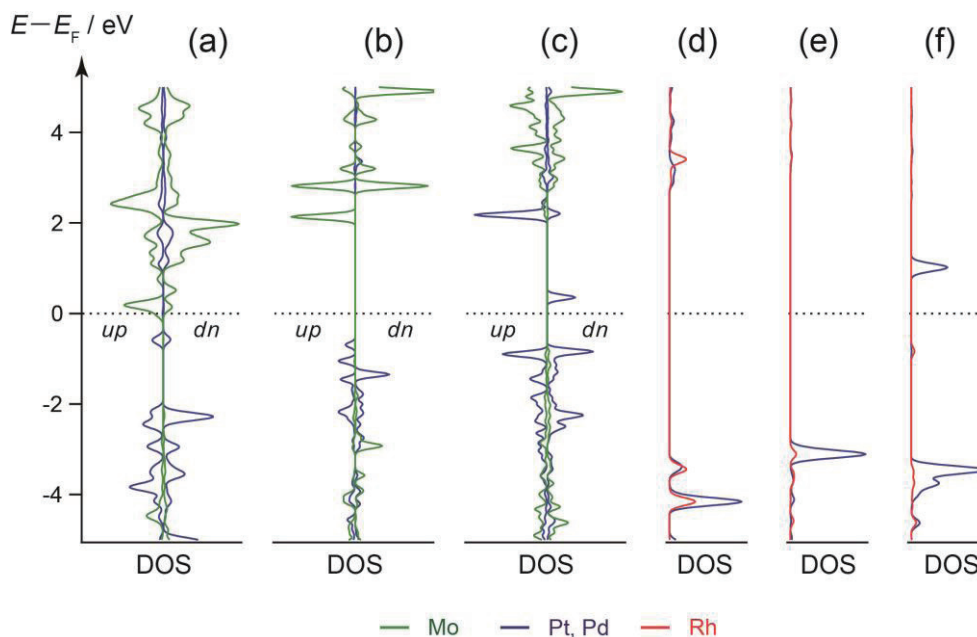 E−E_F / eV
(a) (b) (c) (d) (e) (f)
4
2
0
up dn up dn up dn
-2
-4
DOS DOS DOS DOS DOS DOS
Mo Pt, Pd Rh